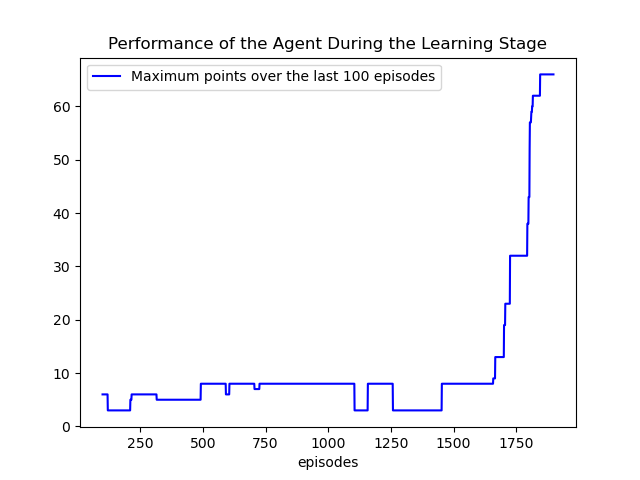 Performance of the Agent During the Learning Stage
Maximum points over the last 100 episodes
60
50
40
30
20
10
0
250 500 750 1000 1250 1500 1750
episodes